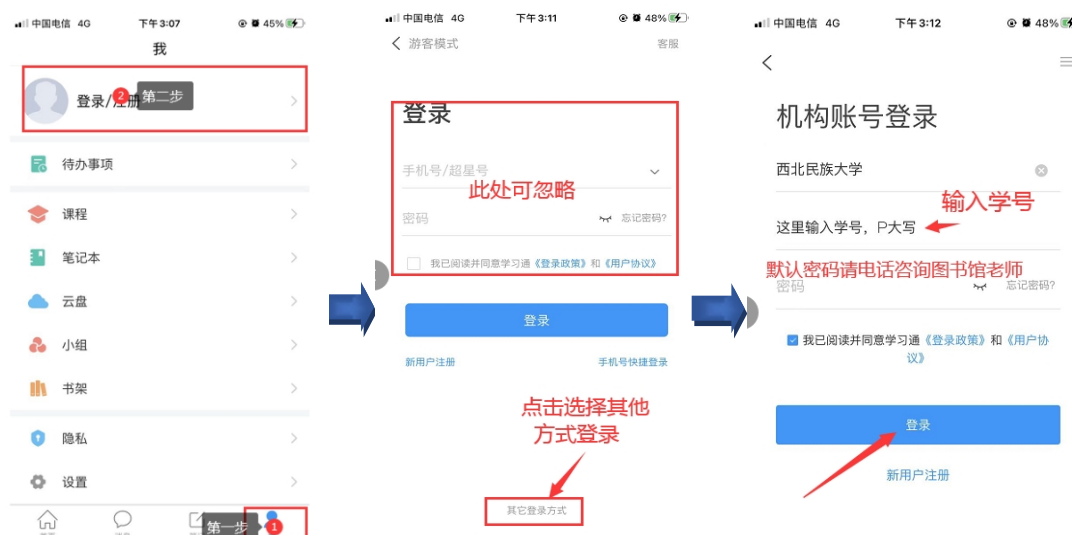 中国电信 4G 下午3:07 45%
我
登录/注册
2 第二步
待办事项
课程
笔记本
云盘
小组
书架
隐私
设置
第一步 1
中国电信 4G 下午3:11 48%
游客模式 客服
登录
手机号/超星号
此处可忽略
密码 忘记密码?
我已阅读并同意学习通《登录政策》和《用户协议》
登录
新用户注册 手机号快捷登录
点击选择其他
方式登录
其它登录方式
中国电信 4G 下午3:12 48%
机构账号登录
西北民族大学
输入学号
这里输入学号，P大写
默认密码请电话咨询图书馆老师
密码 忘记密码?
我已阅读并同意学习通《登录政策》和《用户协
议》
登录
新用户注册